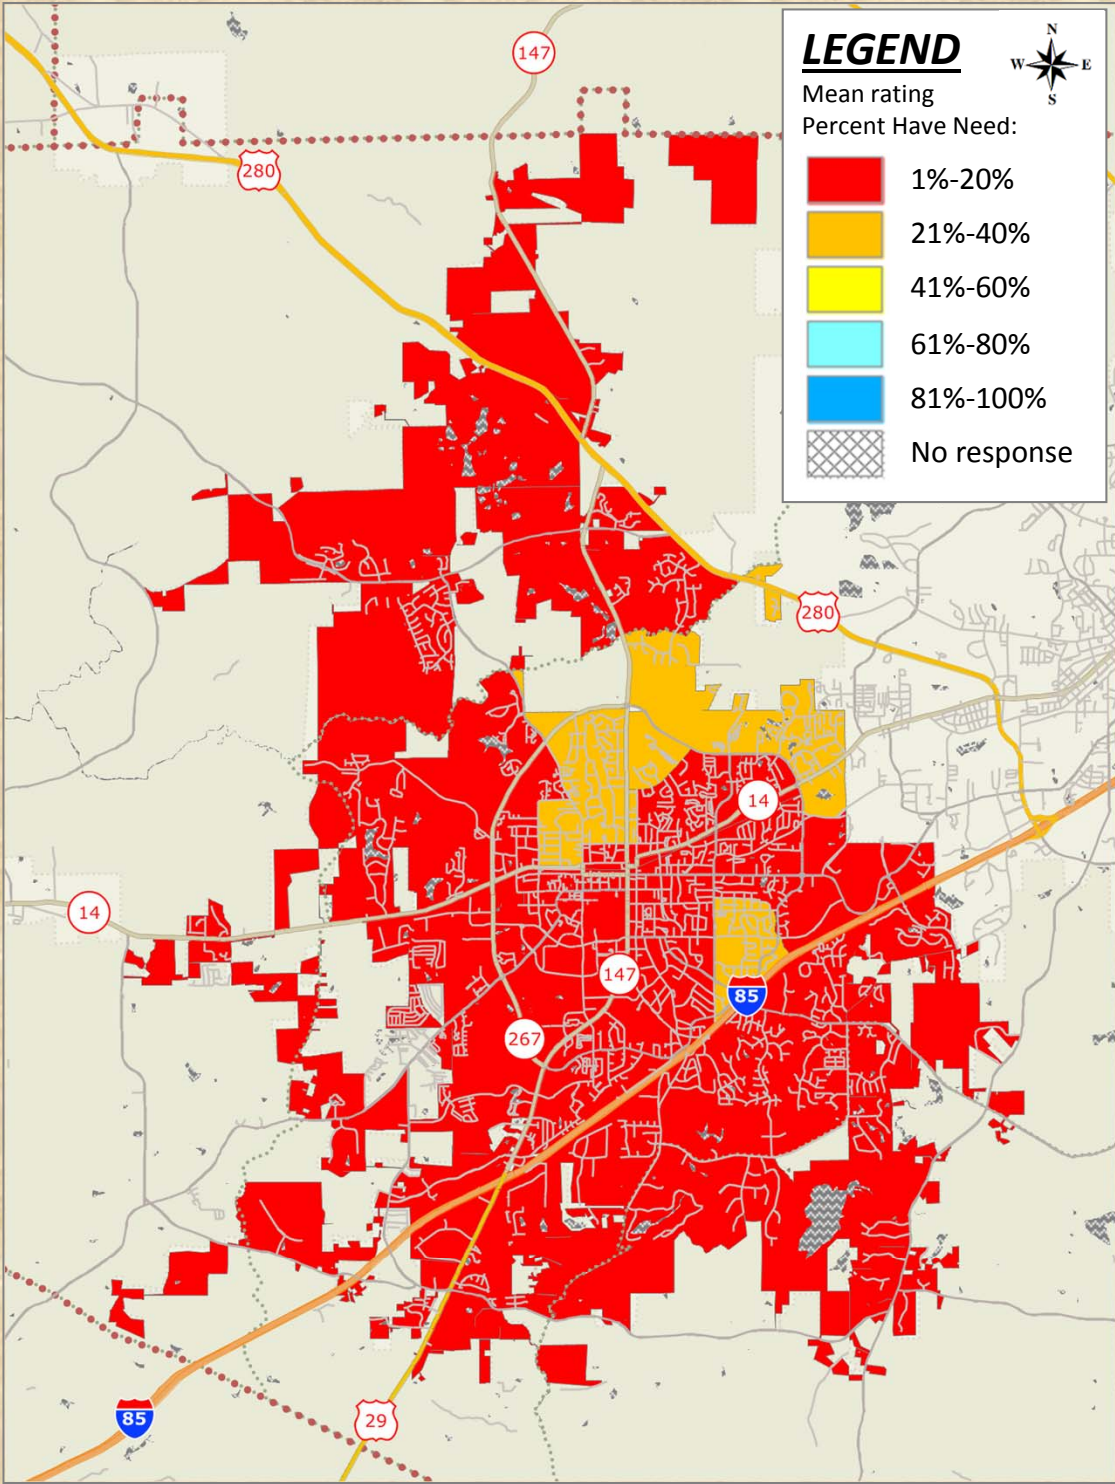 147
280
LEGEND
N
W E
S
Mean rating
Percent Have Need:
1%-20%
21%-40%
41%-60%
61%-80%
81%-100%
No response
280
14
14
147
85
267
85
29